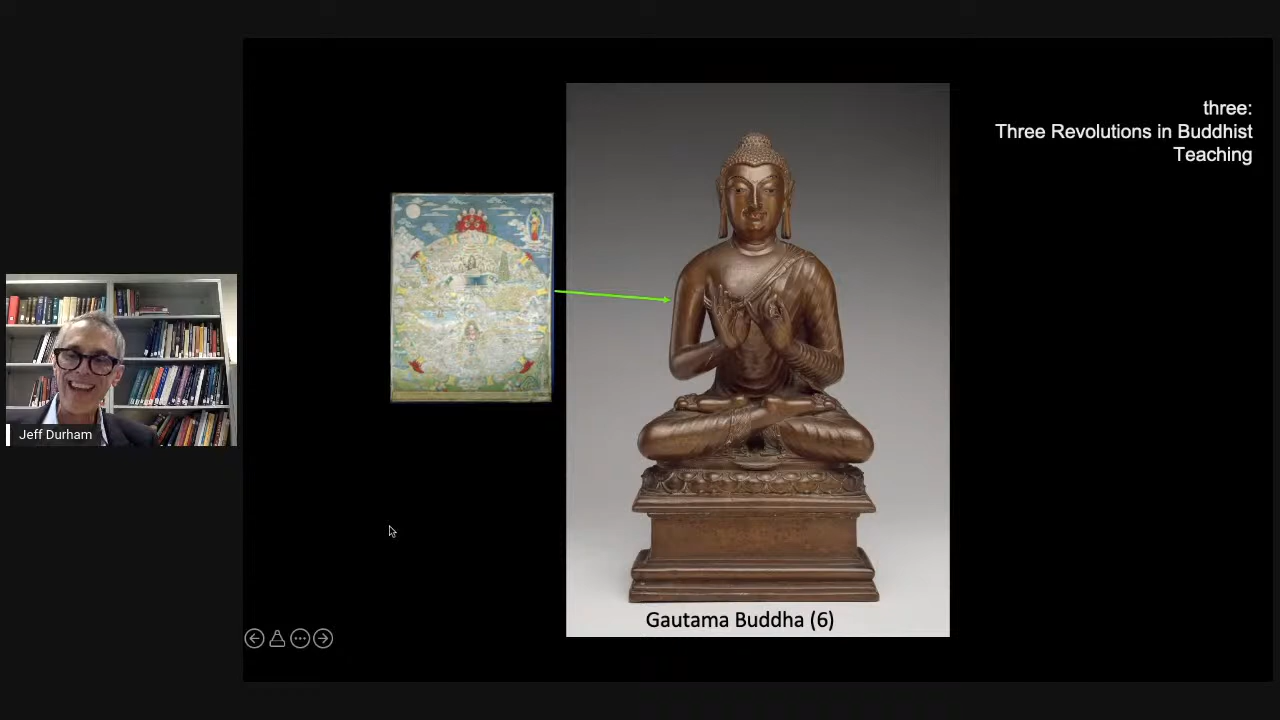 three:
Three Revolutions in Buddhist
Teaching
Jeff Durham
Gautama Buddha (6)